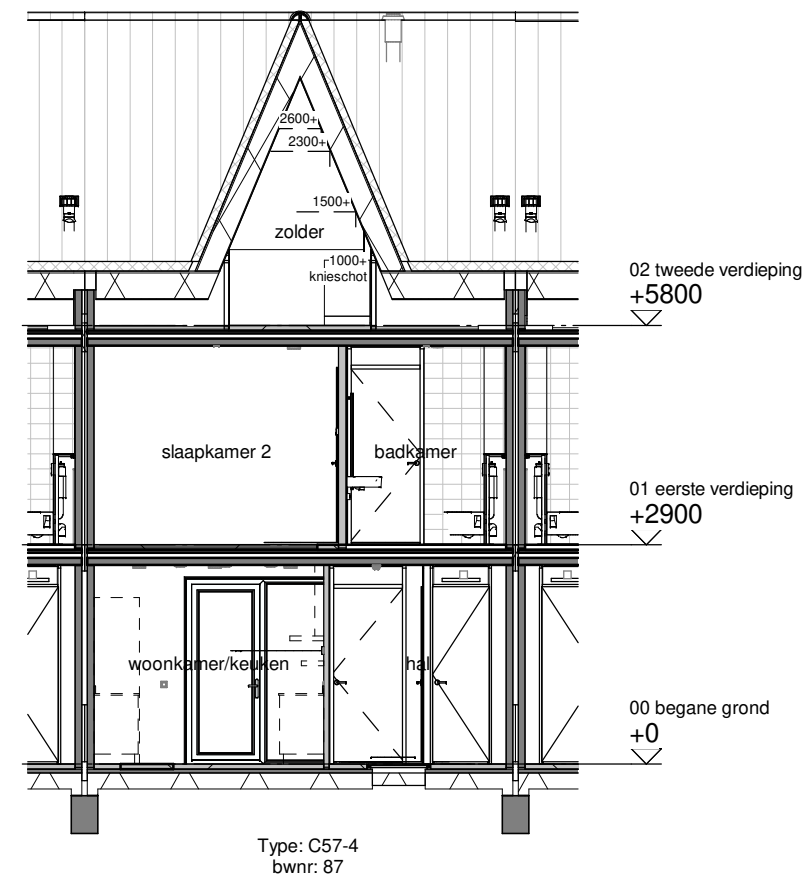 2600+
2300+
1500+
zolder
1000+
knieschot
02 tweede verdieping
+5800
slaapkamer 2
badkamer
01 eerste verdieping
+2900
woonkamer/keuken
hal
00 begane grond
+0
Type: C57-4
bwnr: 87